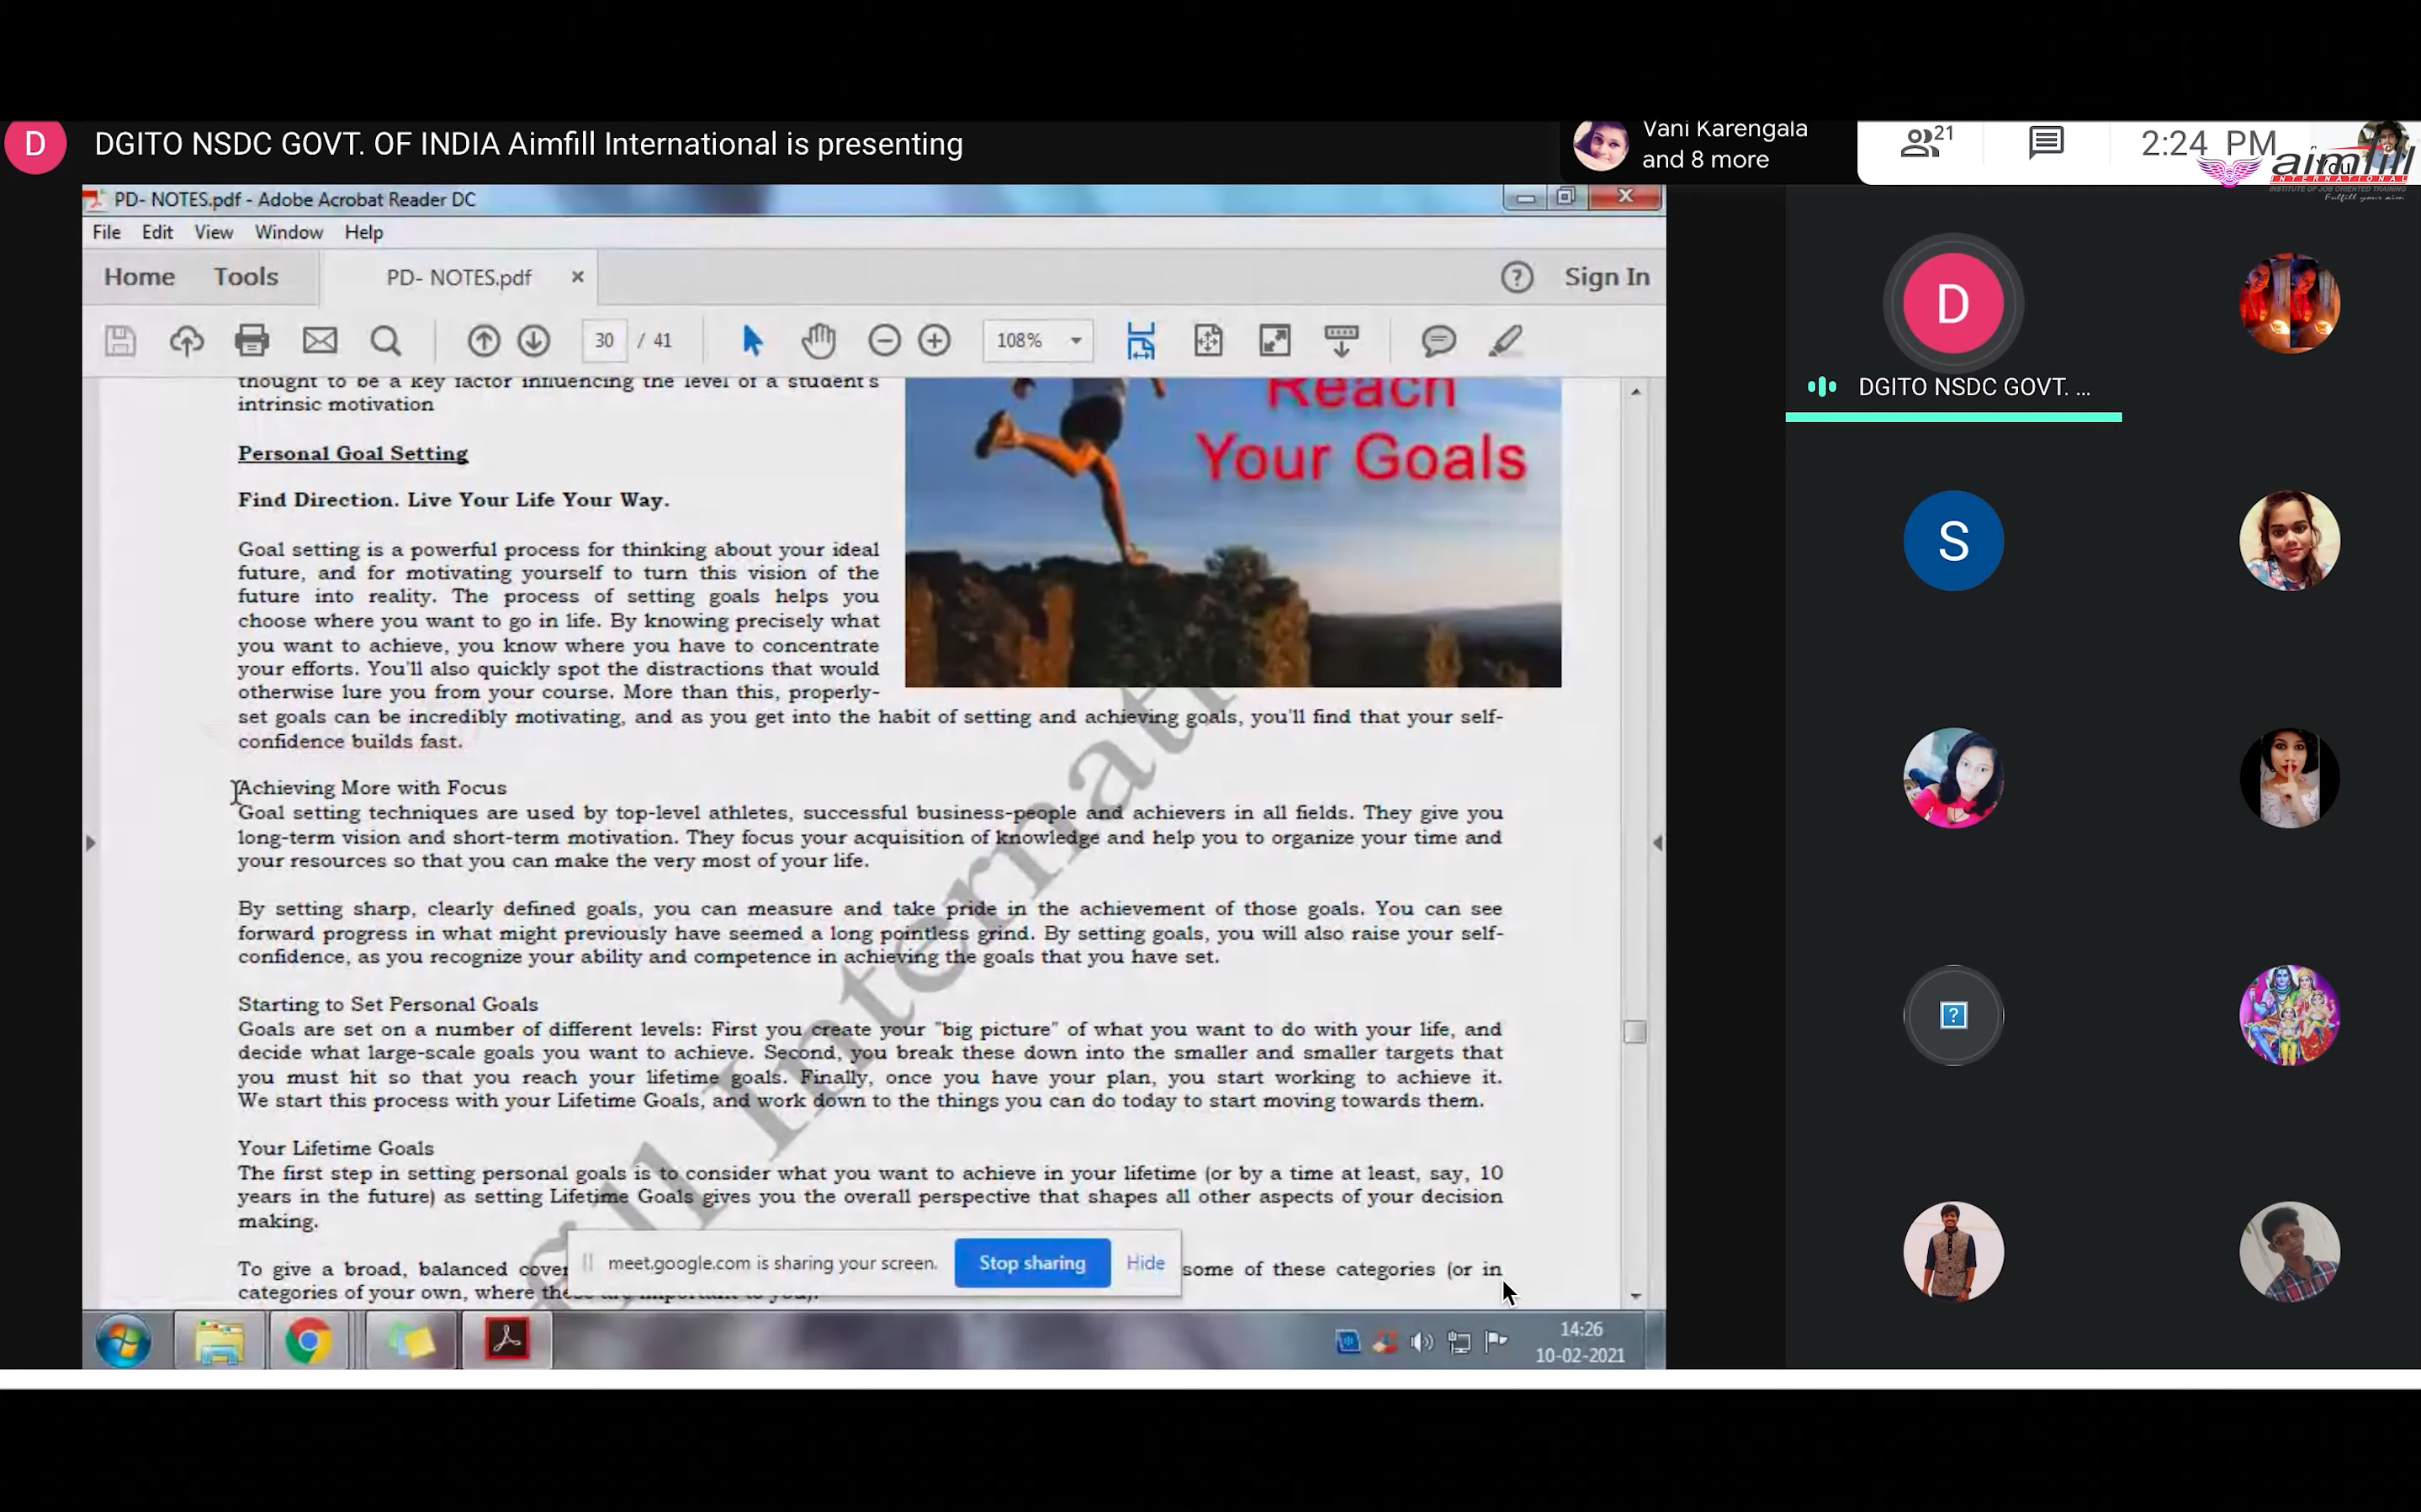 D
DGITO NSDC GOVT. OF INDIA Aimfill International is presenting
Vani Karengala
and 8 more
21
2:24 PM
You
aimfill
INTERNATIONAL
INSTITUTE OF JOB ORIENTED TRAINING
Fulfill your aim
PD- NOTES.pdf - Adobe Acrobat Reader DC
File Edit View Window Help
Home Tools PD- NOTES.pdf × ? Sign In
30 / 41 108%
thought to be a key factor influencing the level of a student's
intrinsic motivation
Reach
Your Goals
Personal Goal Setting
Find Direction. Live Your Life Your Way.
Goal setting is a powerful process for thinking about your ideal
future, and for motivating yourself to turn this vision of the
future into reality. The process of setting goals helps you
choose where you want to go in life. By knowing precisely what
you want to achieve, you know where you have to concentrate
your efforts. You'll also quickly spot the distractions that would
otherwise lure you from your course. More than this, properly-
set goals can be incredibly motivating, and as you get into the habit of setting and achieving goals, you'll find that your self-
confidence builds fast.
Achieving More with Focus
Goal setting techniques are used by top-level athletes, successful business-people and achievers in all fields. They give you
long-term vision and short-term motivation. They focus your acquisition of knowledge and help you to organize your time and
your resources so that you can make the very most of your life.
By setting sharp, clearly defined goals, you can measure and take pride in the achievement of those goals. You can see
forward progress in what might previously have seemed a long pointless grind. By setting goals, you will also raise your self-
confidence, as you recognize your ability and competence in achieving the goals that you have set.
Starting to Set Personal Goals
Goals are set on a number of different levels: First you create your "big picture" of what you want to do with your life, and
decide what large-scale goals you want to achieve. Second, you break these down into the smaller and smaller targets that
you must hit so that you reach your lifetime goals. Finally, once you have your plan, you start working to achieve it.
We start this process with your Lifetime Goals, and work down to the things you can do today to start moving towards them.
Your Lifetime Goals
The first step in setting personal goals is to consider what you want to achieve in your lifetime (or by a time at least, say, 10
years in the future) as setting Lifetime Goals gives you the overall perspective that shapes all other aspects of your decision
making.
To give a broad, balanced some of these categories (or in
categories of your own, where
fill Internati
meet.google.com is sharing your screen. Stop sharing Hide
14:26
10-02-2021
D
DGITO NSDC GOVT. ...
S
?